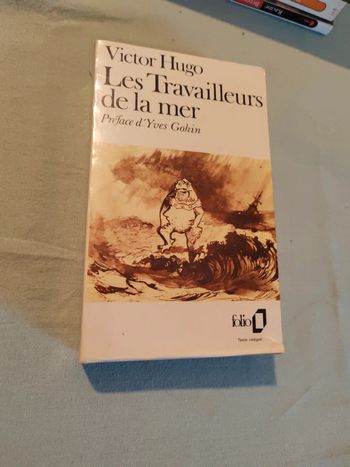 Victor Hugo
Les Travailleurs
de la mer
Préface d'Yves Gohin
folio
Texte intégral